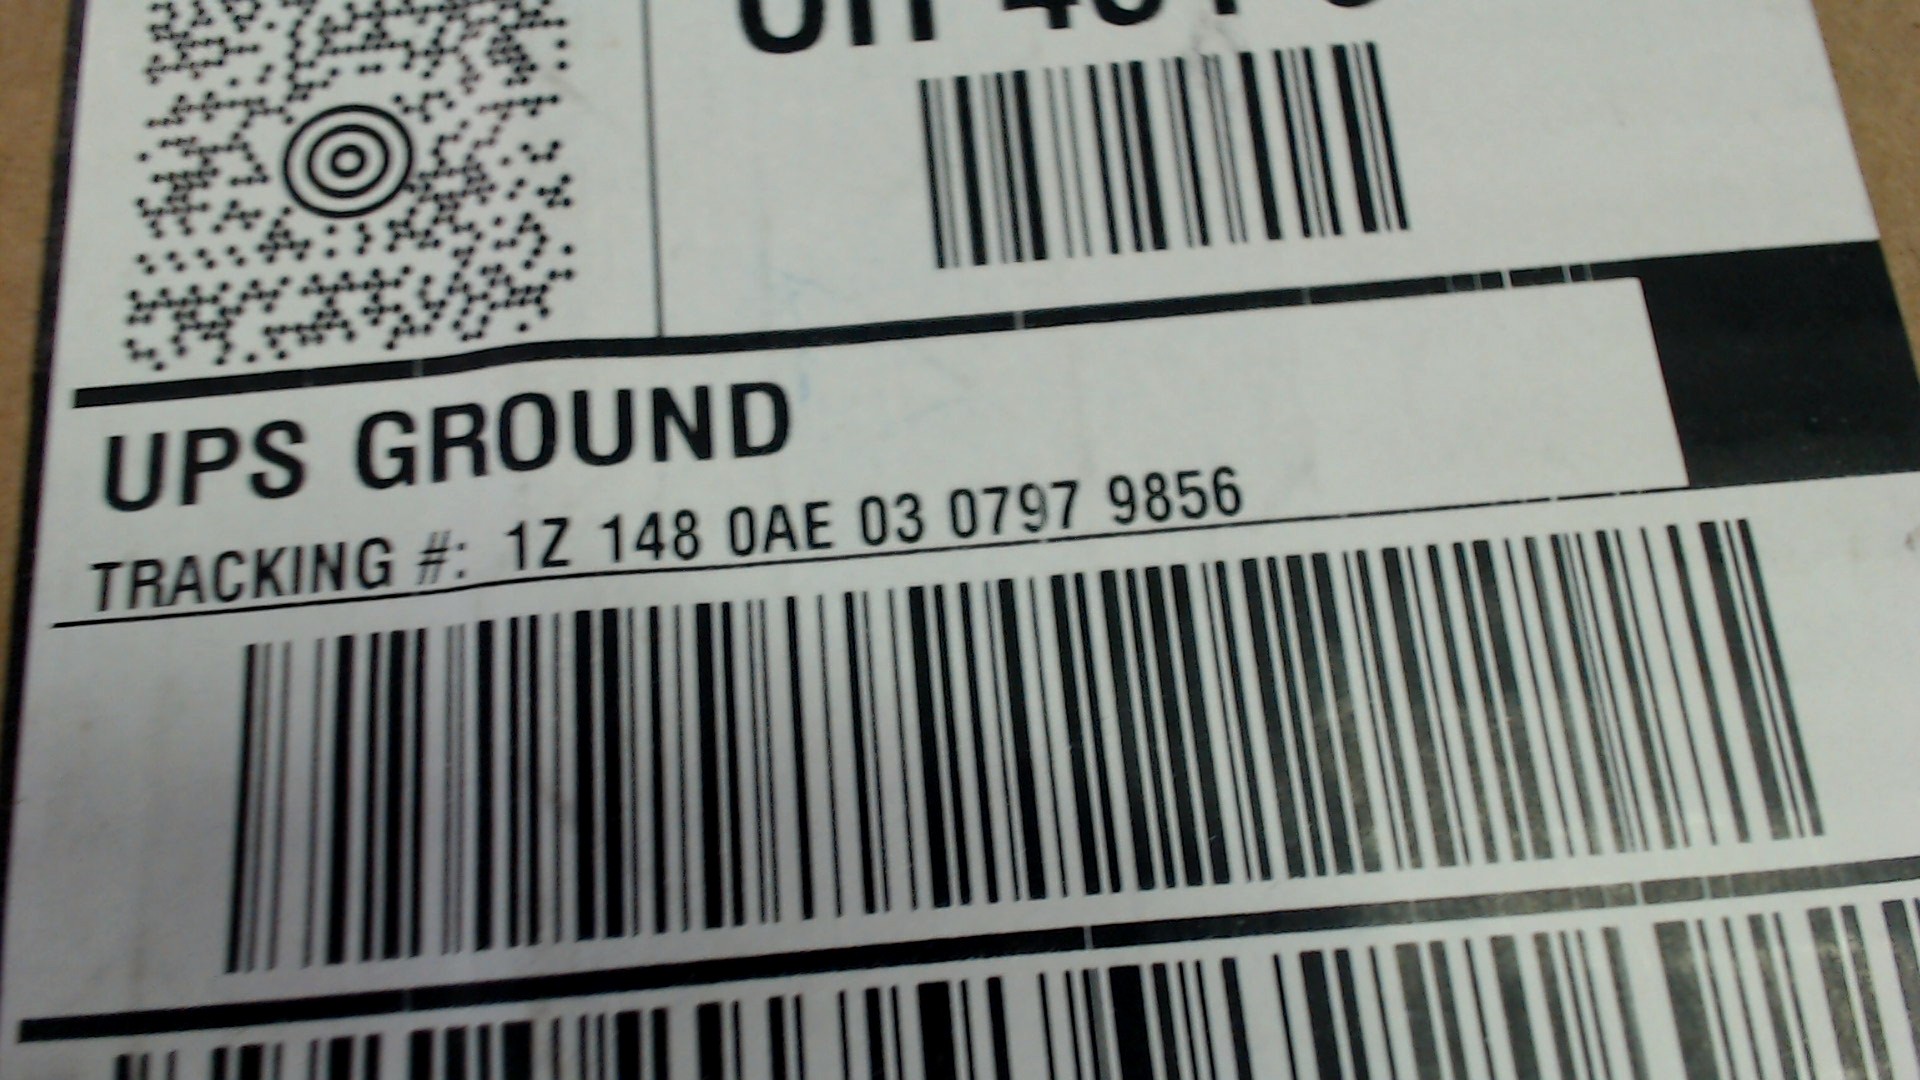 UPS GROUND
TRACKING #: 1Z 148 0AE 03 0797 9856